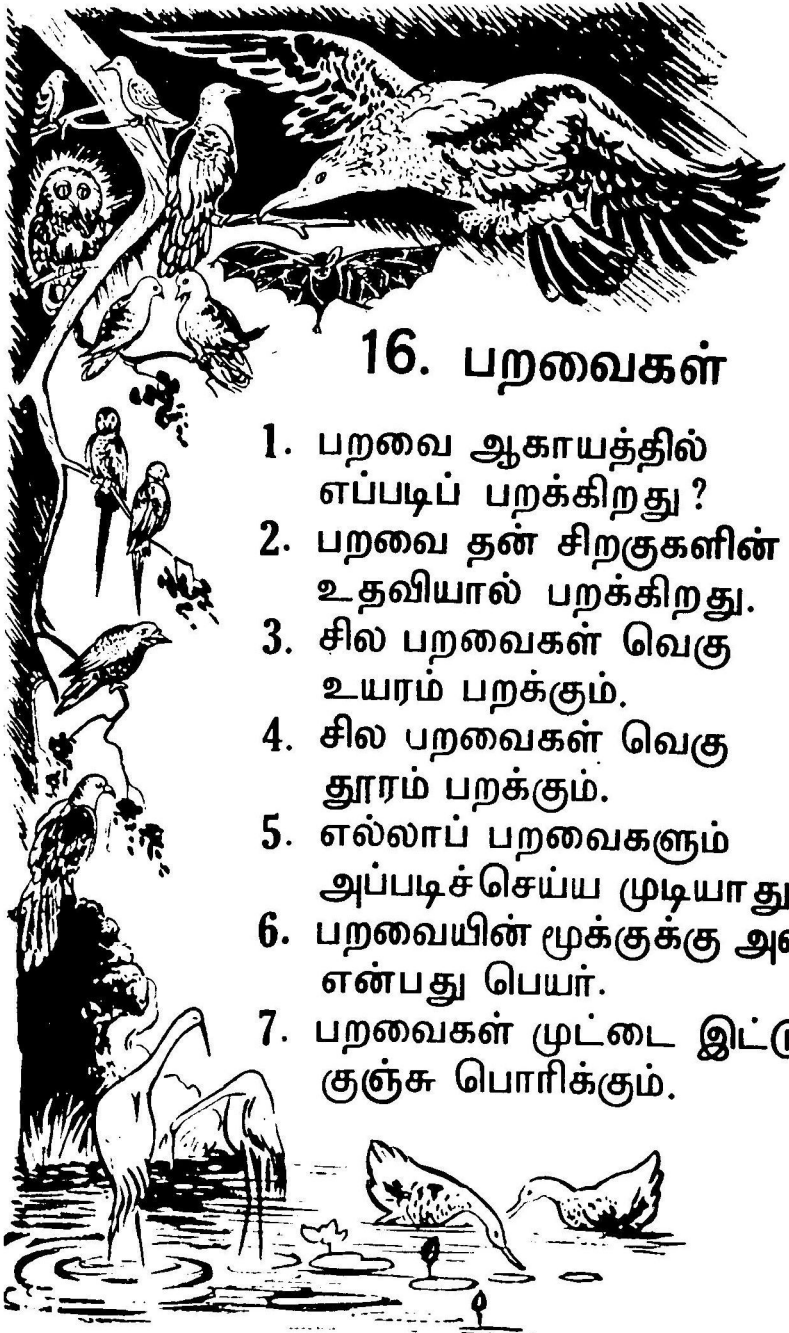 16. பறவைகள்
1. பறவை ஆகாயத்தில்
எப்படிப் பறக்கிறது?
2. பறவை தன் சிறகுகளின்
உதவியால் பறக்கிறது.
3. சில பறவைகள் வெகு
உயரம் பறக்கும்.
4. சில பறவைகள் வெகு
தூரம் பறக்கும்.
5. எல்லாப் பறவைகளும்
அப்படிச்செய்ய முடியாது
6. பறவையின் மூக்குக்கு
என்பது பெயர்.
7. பறவைகள் முட்டை இட்டு
குஞ்சு பொரிக்கும்.